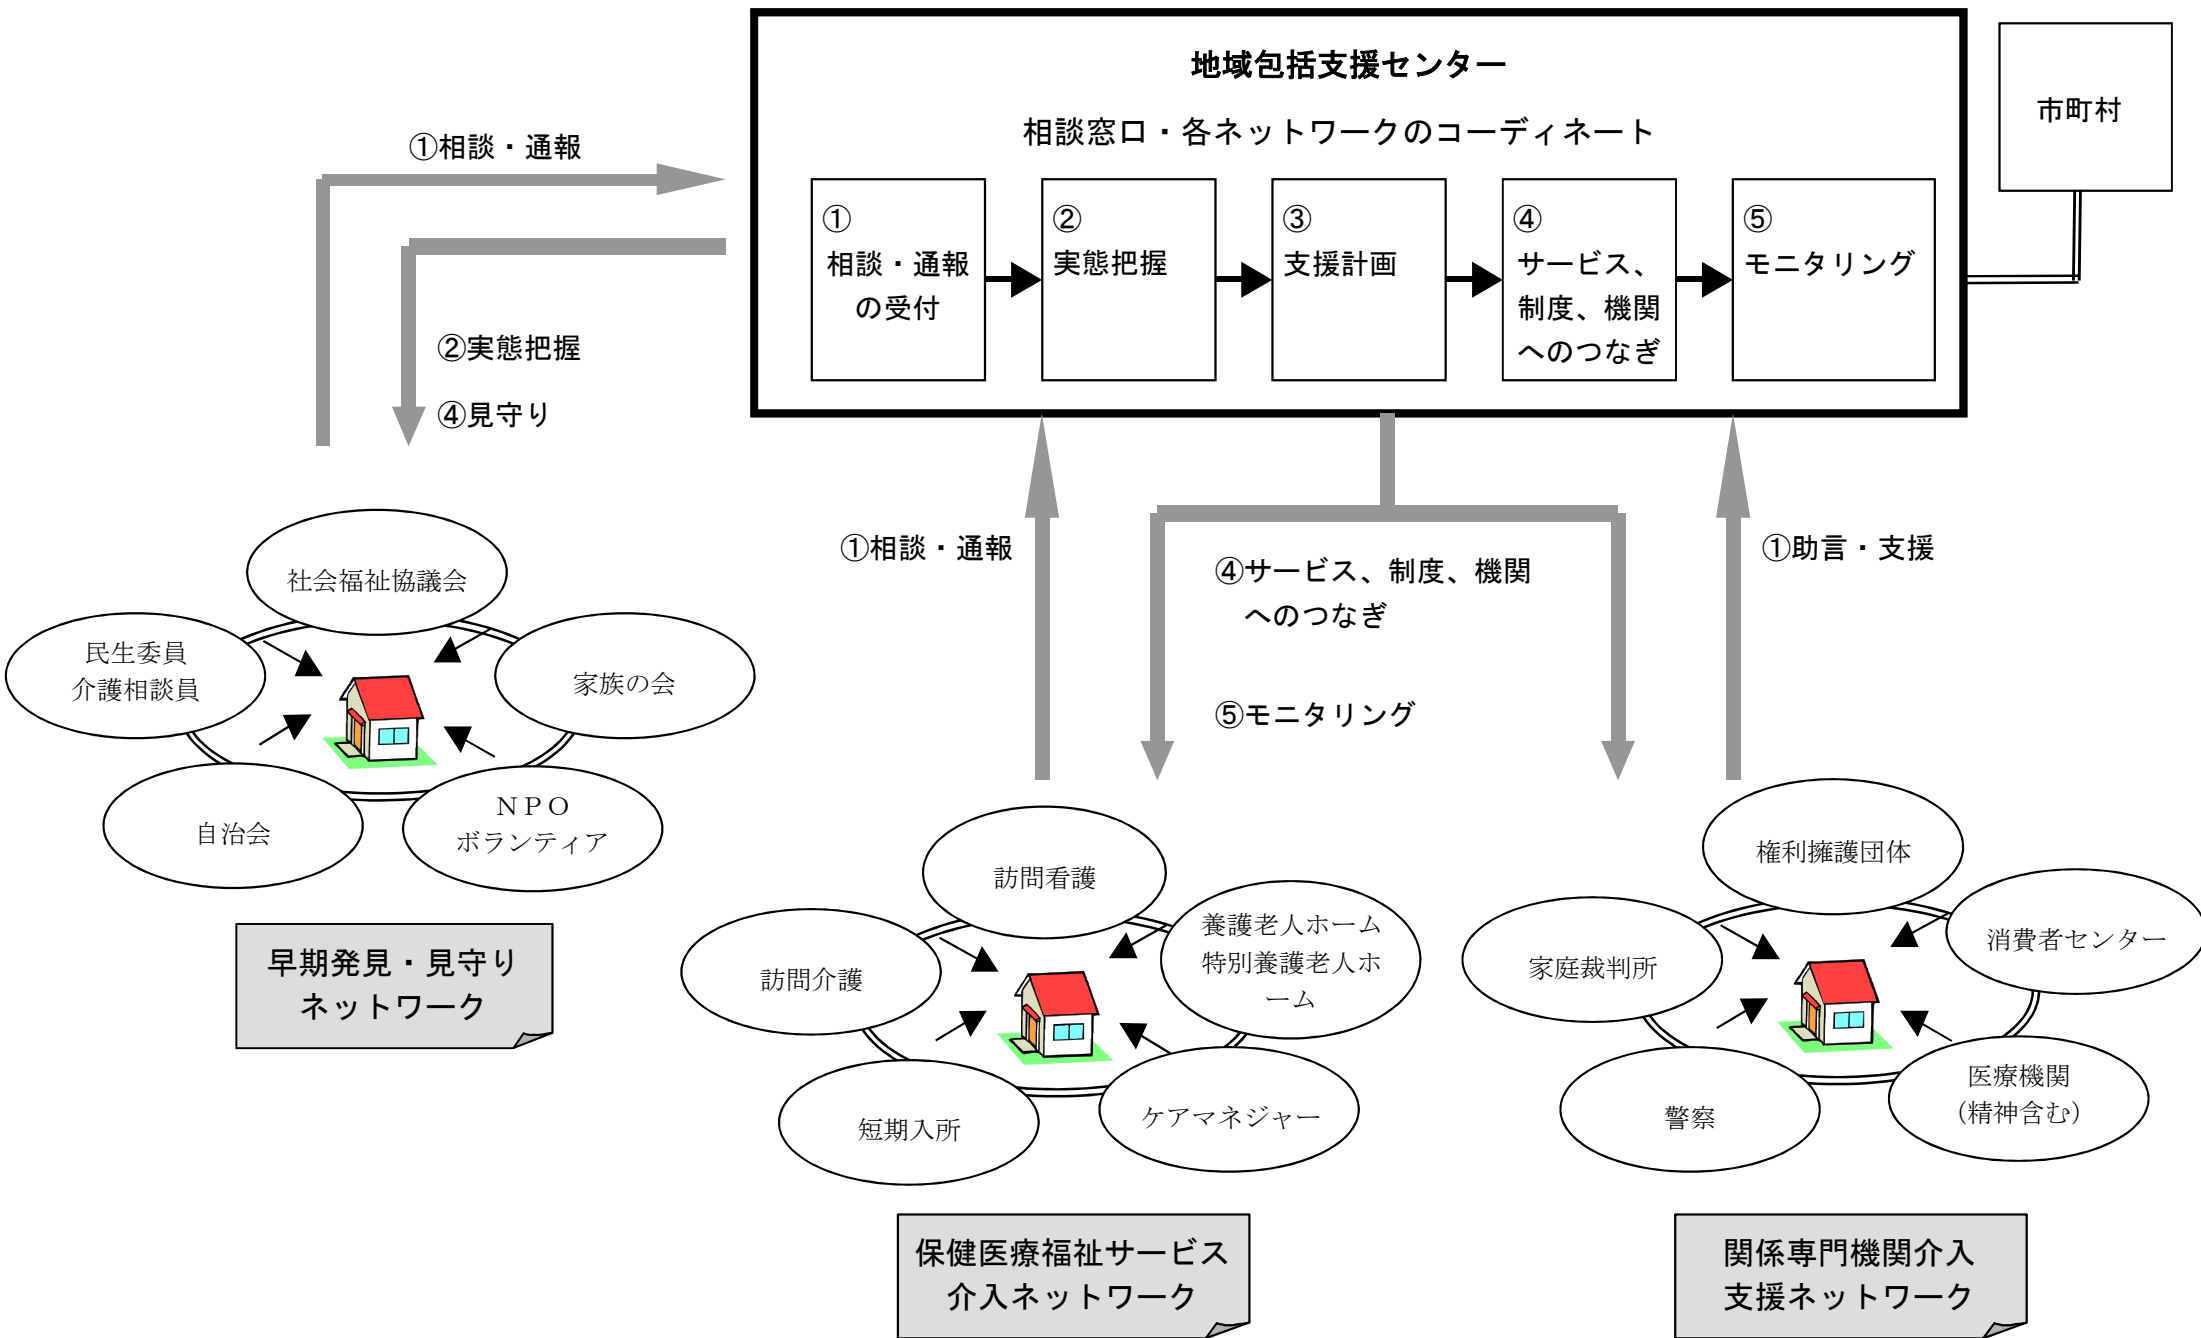 地域包括支援センター
相談窓口・各ネットワークのコーディネート
市町村
①
相談・通報
の受付
②
実態把握
③
支援計画
④
サービス、
制度、機関
へのつなぎ
⑤
モニタリング
①相談・通報
②実態把握
④見守り
①相談・通報
④サービス、制度、機関
へのつなぎ
⑤モニタリング
①助言・支援
社会福祉協議会
民生委員
介護相談員
家族の会
自治会
ＮＰＯ
ボランティア
早期発見・見守り
ネットワーク
訪問看護
訪問介護
養護老人ホーム
特別養護老人ホ
ーム
短期入所
ケアマネジャー
保健医療福祉サービス
介入ネットワーク
権利擁護団体
家庭裁判所
消費者センター
警察
医療機関
（精神含む）
関係専門機関介入
支援ネットワーク